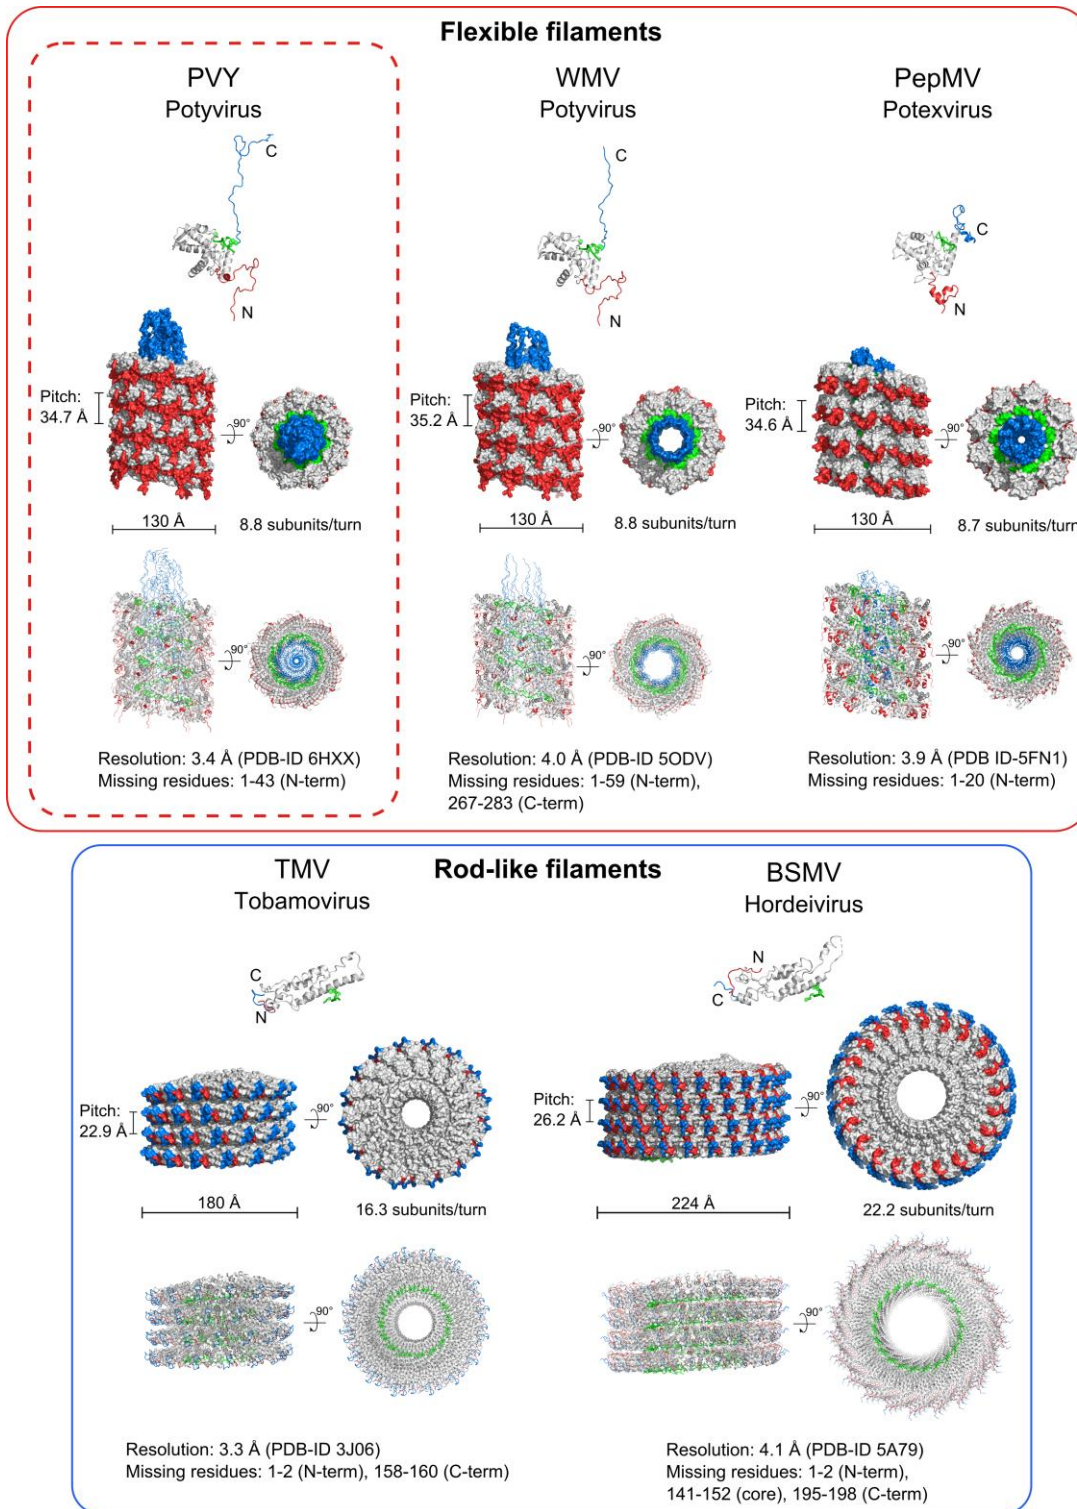 Flexible filaments
PVY
Potyvirus
C
N
Pitch:
34.7 Å
90°
130 Å
8.8 subunits/turn
90°
Resolution: 3.4 Å (PDB-ID 6HXX)
Missing residues: 1-43 (N-term)
WMV
Potyvirus
C
N
Pitch:
35.2 Å
90°
130 Å
8.8 subunits/turn
90°
Resolution: 4.0 Å (PDB-ID 5ODV)
Missing residues: 1-59 (N-term),
267-283 (C-term)
PepMV
Potexvirus
C
N
Pitch:
34.6 Å
90°
130 Å
8.7 subunits/turn
90°
Resolution: 3.9 Å (PDB ID-5FN1)
Missing residues: 1-20 (N-term)
Rod-like filaments
TMV
Tobamovirus
C
N
Pitch:
22.9 Å
90°
180 Å
16.3 subunits/turn
90°
Resolution: 3.3 Å (PDB-ID 3J06)
Missing residues: 1-2 (N-term), 158-160 (C-term)
BSMV
Hordeivirus
N
C
Pitch:
26.2 Å
90°
224 Å
22.2 subunits/turn
90°
Resolution: 4.1 Å (PDB-ID 5A79)
Missing residues: 1-2 (N-term),
141-152 (core), 195-198 (C-term)